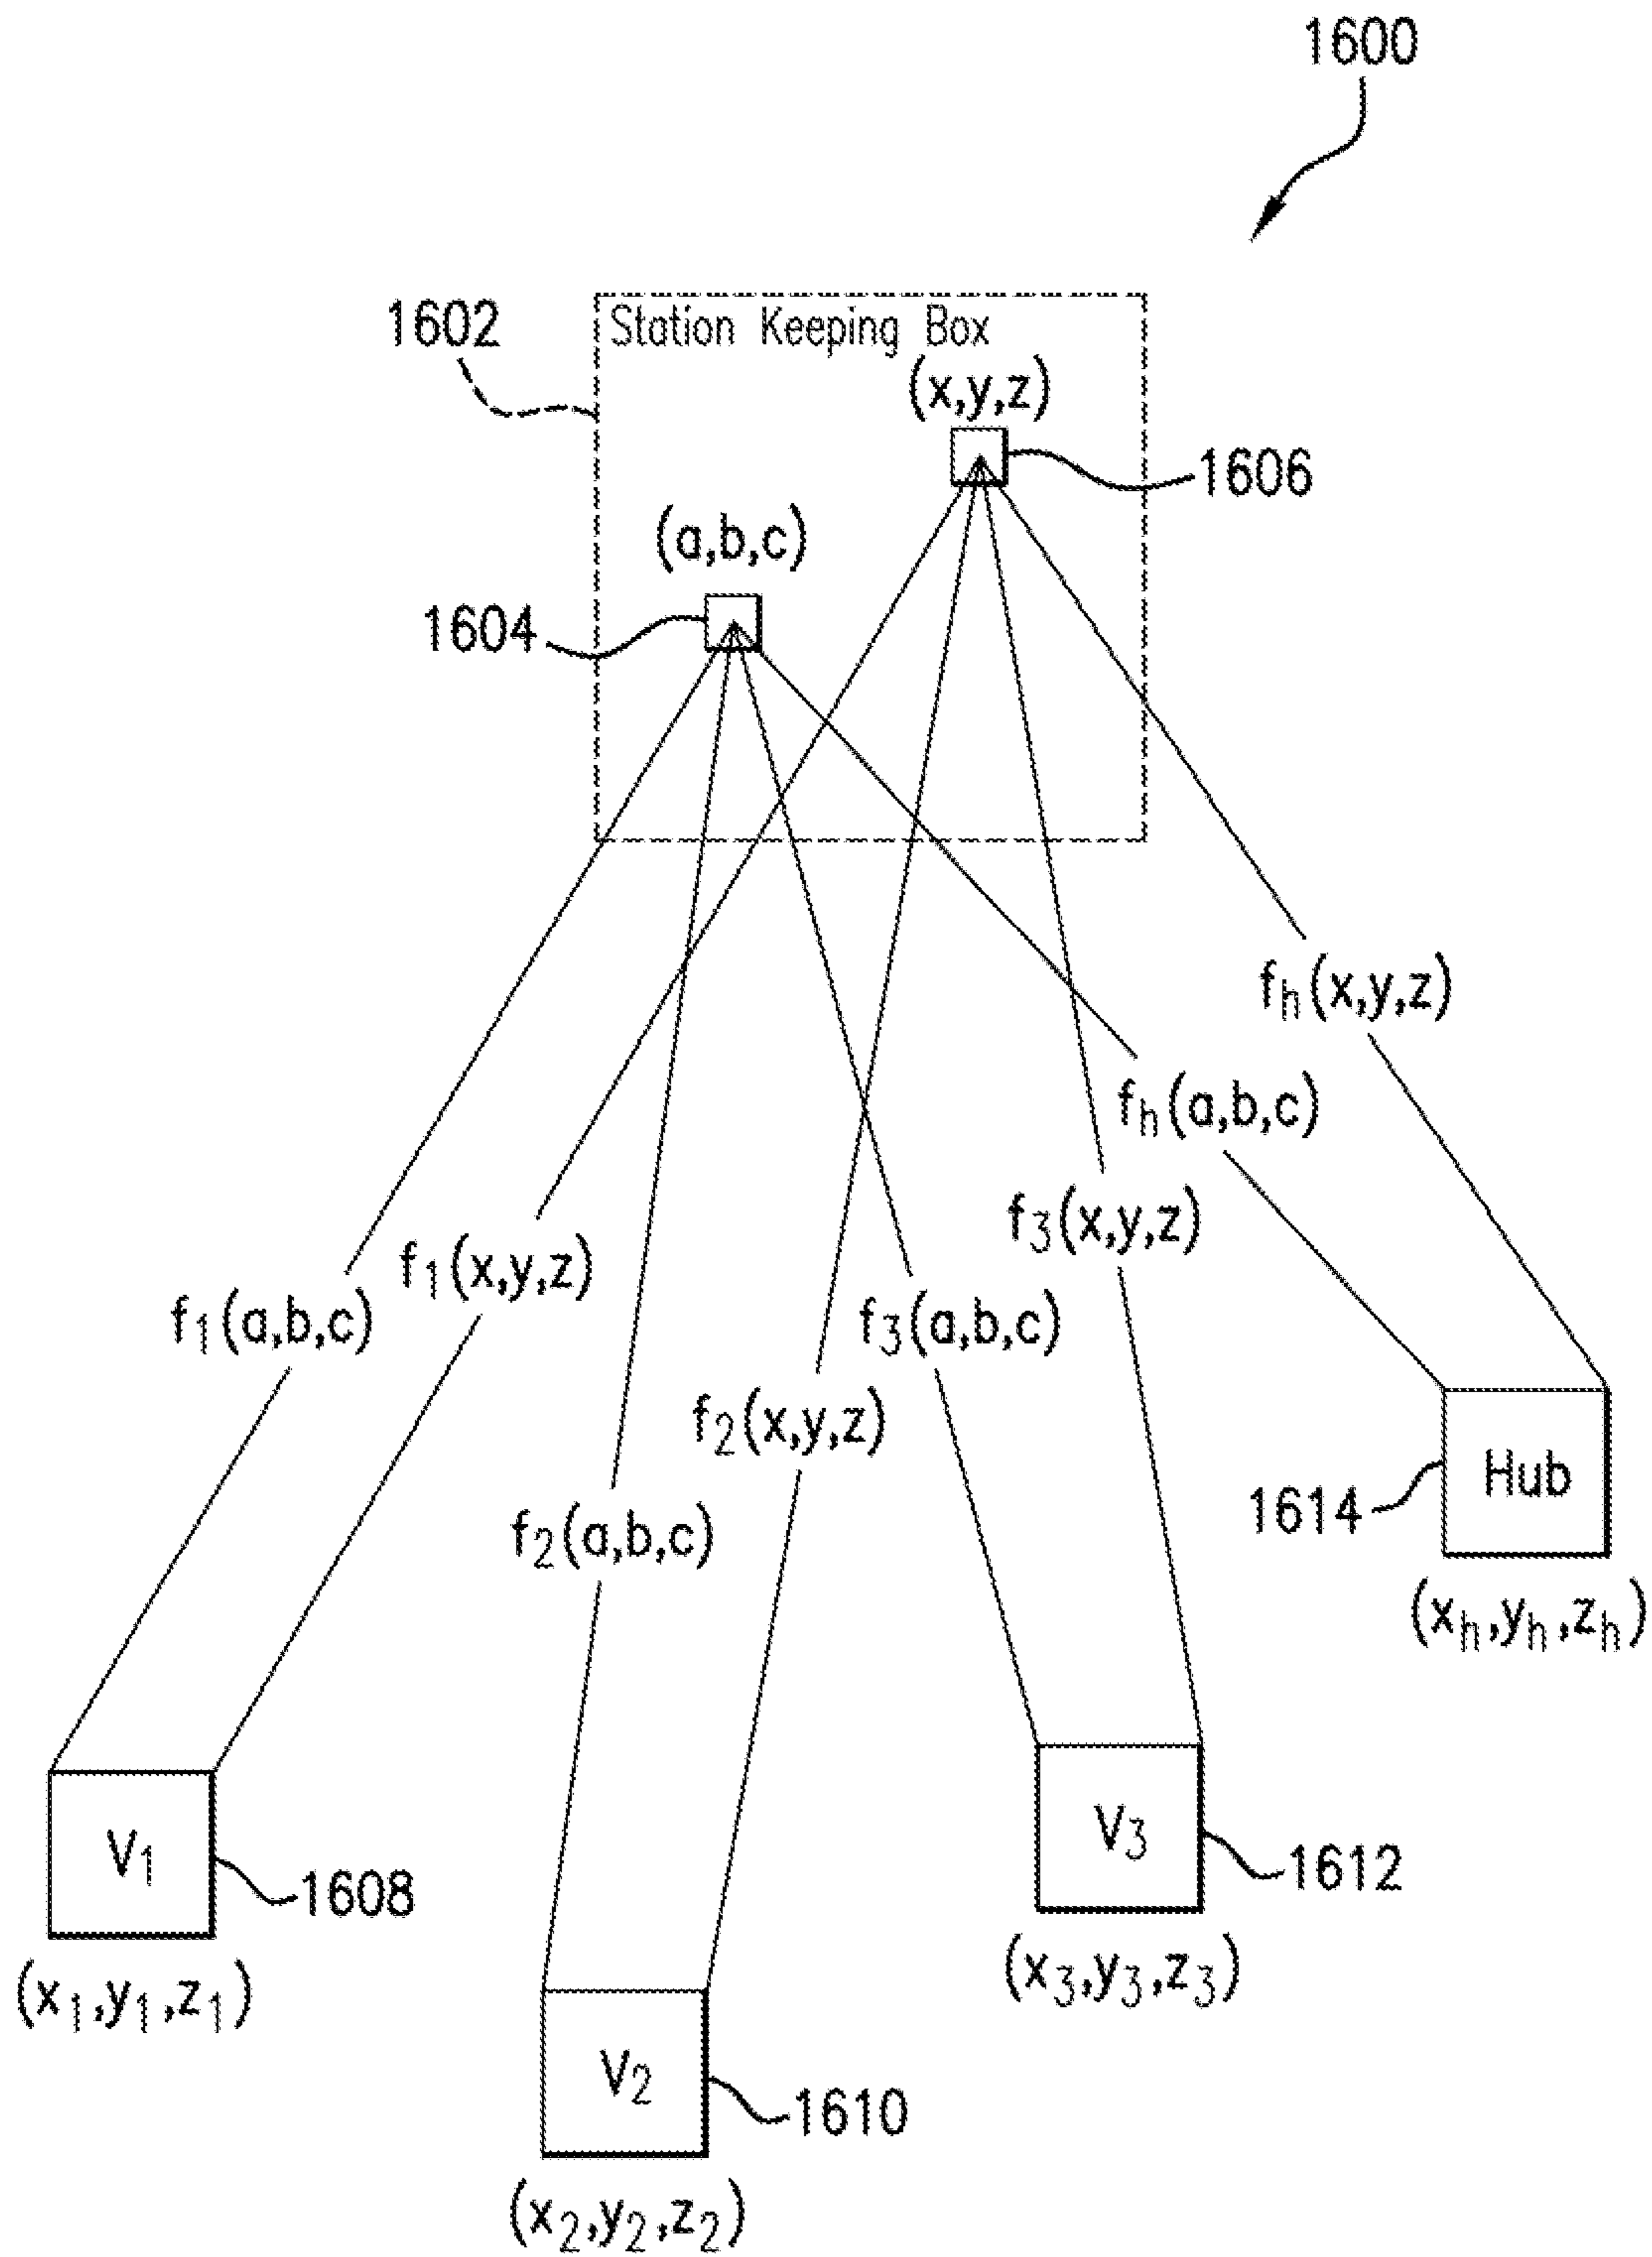 1600
1602
Station Keeping Box
(x,y,z)
1606
(a,b,c)
1604
fh(x,y,z)
fh(a,b,c)
f3(x,y,z)
f1(x,y,z)
f1(a,b,c)
f3(a,b,c)
f2(x,y,z)
f2(a,b,c)
Hub
1614
(xh,yh,zh)
V1
1608
V3
1612
(x1,y1,z1)
(x3,y3,z3)
V2
1610
(x2,y2,z2)